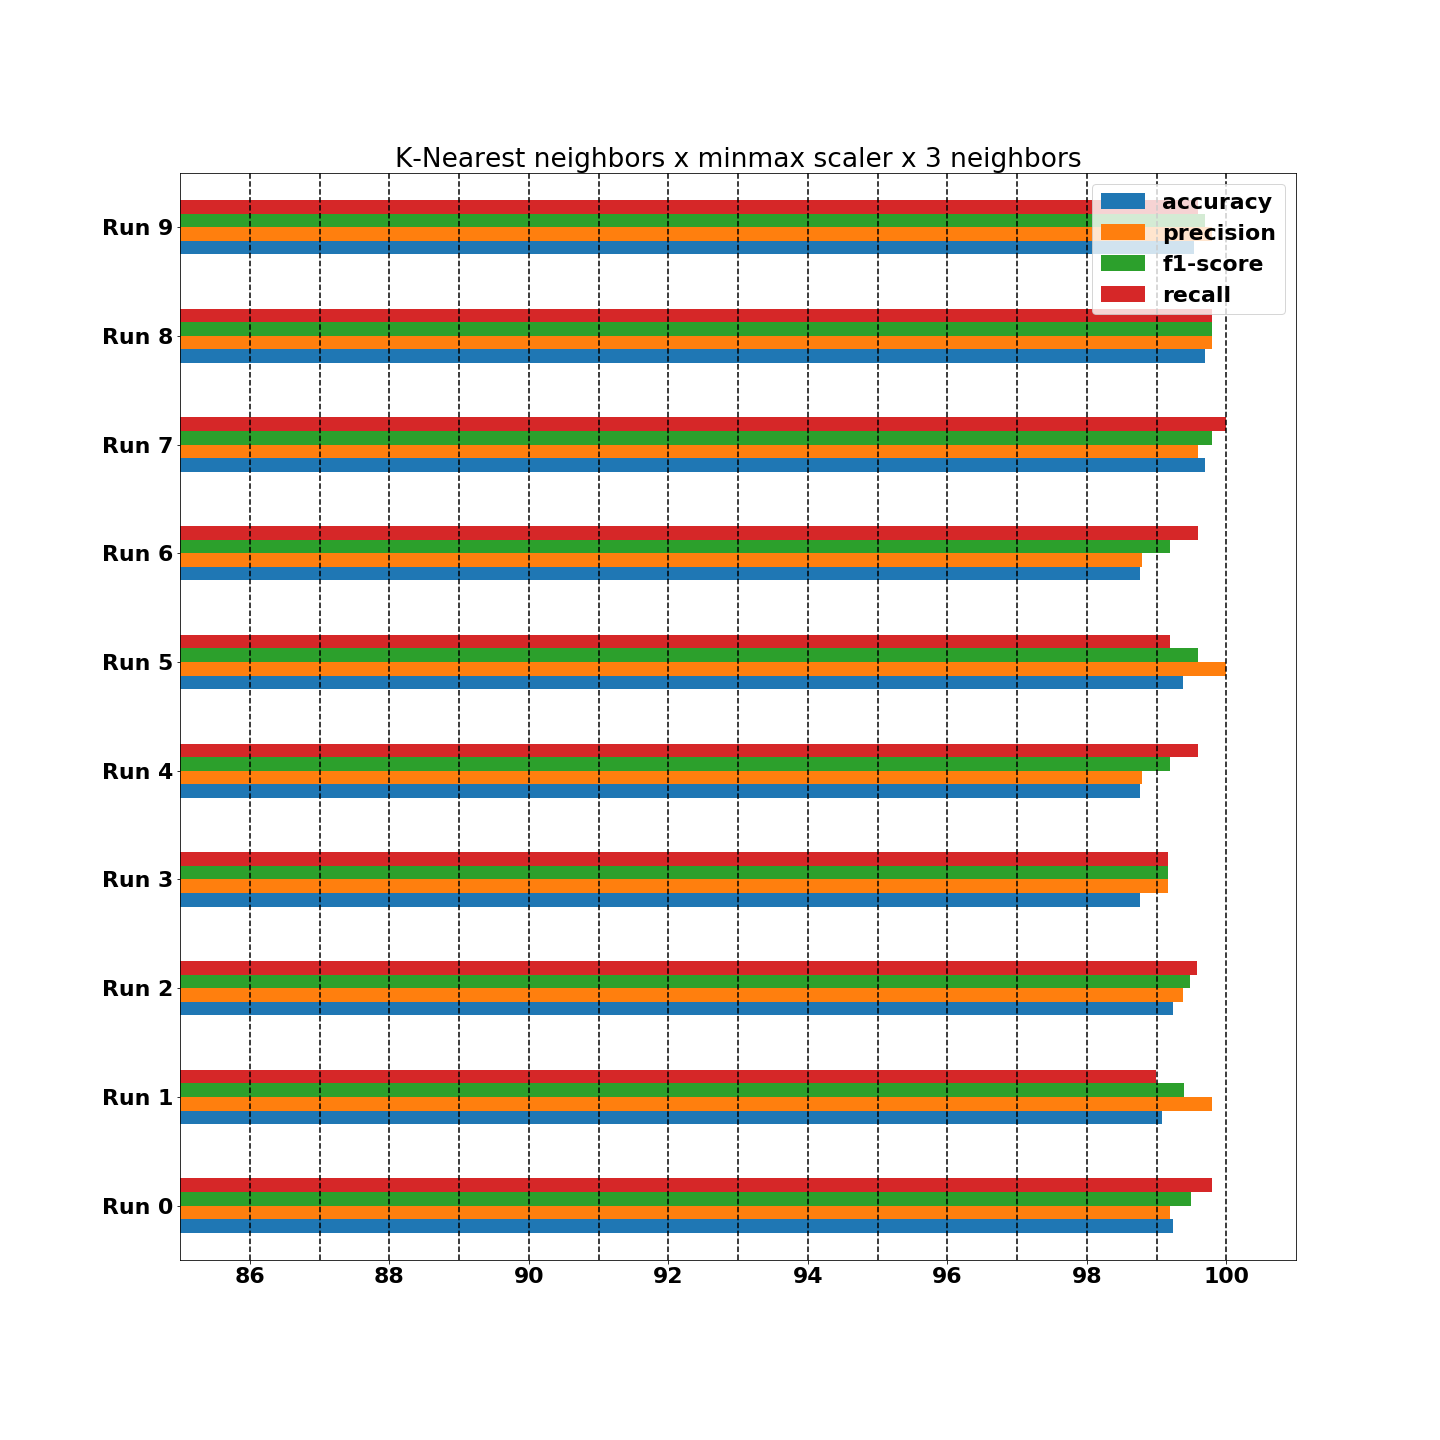 K-Nearest neighbors x minmax scaler x 3 neighbors
accuracy
precision
f1-score
recall
Run 9
Run 8
Run 7
Run 6
Run 5
Run 4
Run 3
Run 2
Run 1
Run 0
86 88 90 92 94 96 98 100